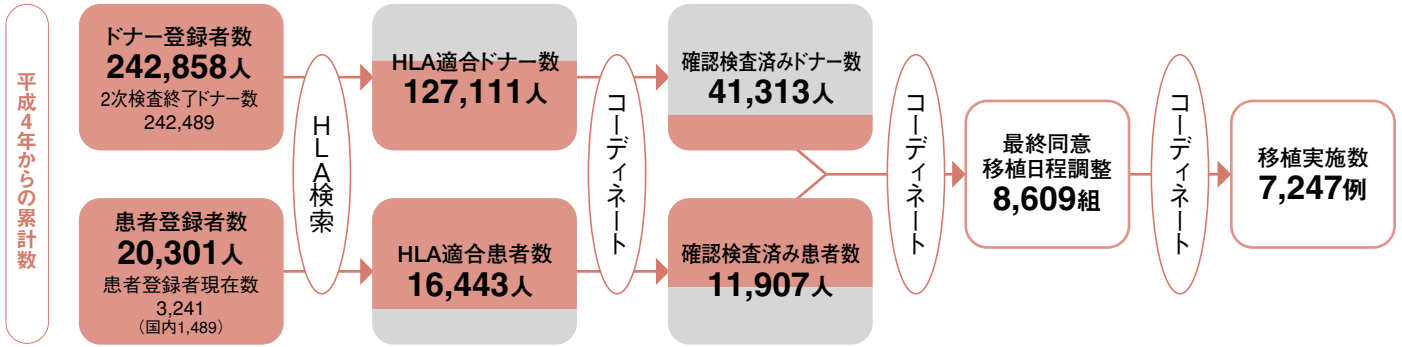 平成4年からの累計数
ドナー登録者数
242,858人
2次検査終了ドナー数
242,489
患者登録者数
20,301人
患者登録者現在数
3,241
（国内1,489）
HLA検索
HLA適合ドナー数
127,111人
HLA適合患者数
16,443人
コーディネート
確認検査済みドナー数
41,313人
確認検査済み患者数
11,907人
コーディネート
最終同意
移植日程調整
8,609組
コーディネート
移植実施数
7,247例